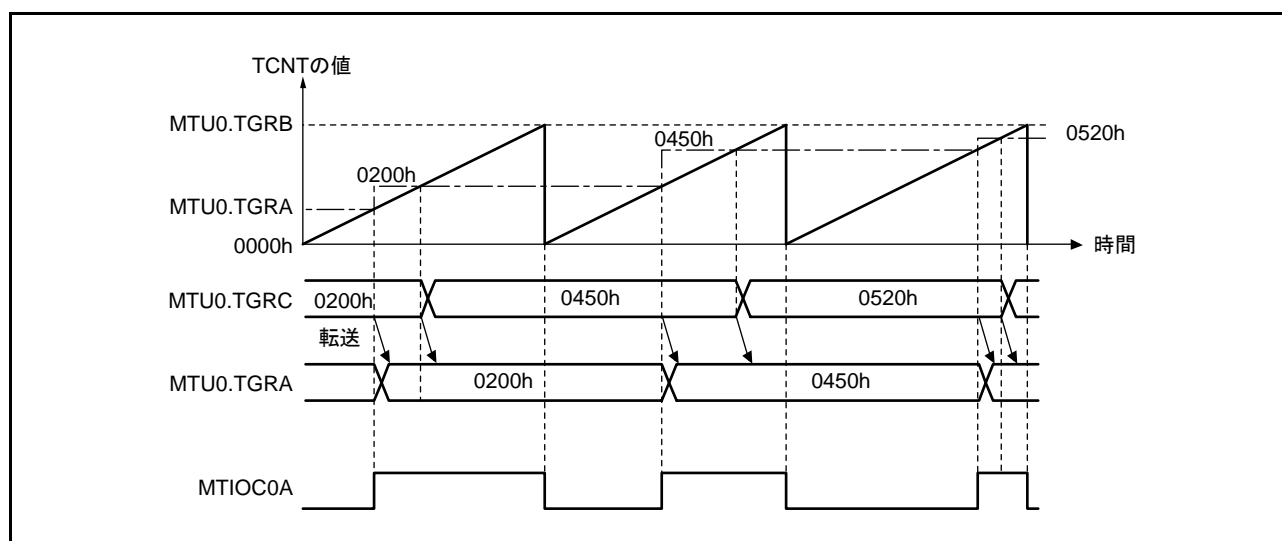 TCNTの値
MTU0.TGRB
0520h
0450h
0200h
MTU0.TGRA
0000h
時間
MTU0.TGRC
0200h
0450h
0520h
転送
MTU0.TGRA
0200h
0450h
MTIOC0A